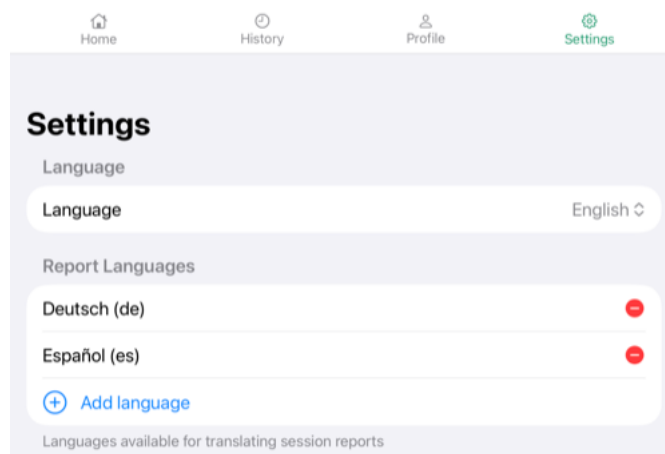 Home History Profile Settings
Settings
Language
Language English
Report Languages
Deutsch (de)
Español (es)
Add language
Languages available for translating session reports